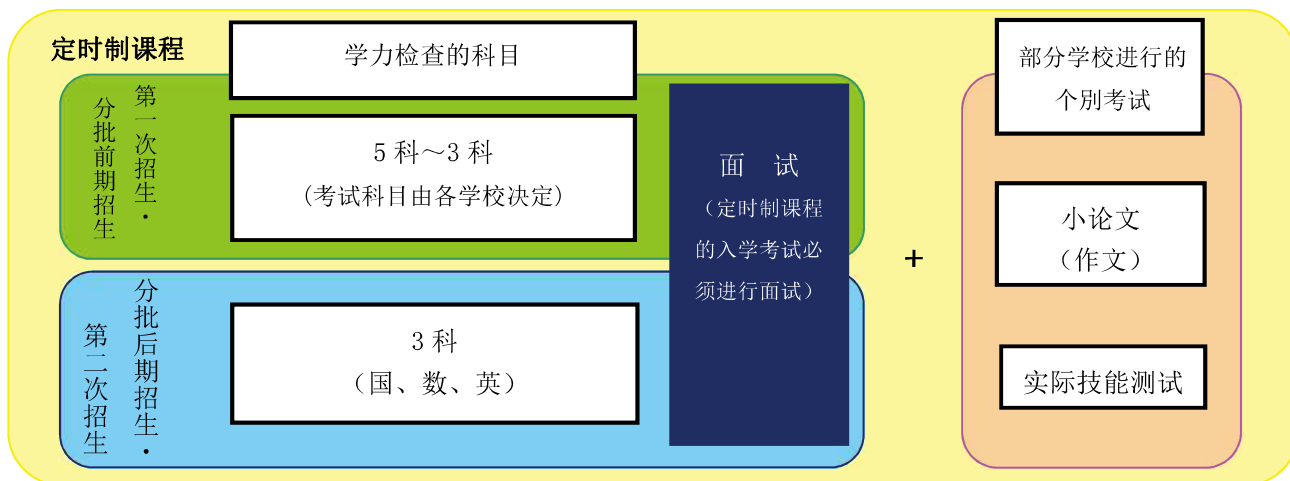 定时制课程
学力检查的科目
第一次招生·
分批前期招生
5科～3科
(考试科目由各学校决定)
分批后期招生·
第二次招生
3科
（国、数、英）
面 试
（定时制课程
的入学考试必
须进行面试）
+
部分学校进行的
个别考试
小论文
（作文）
实际技能测试